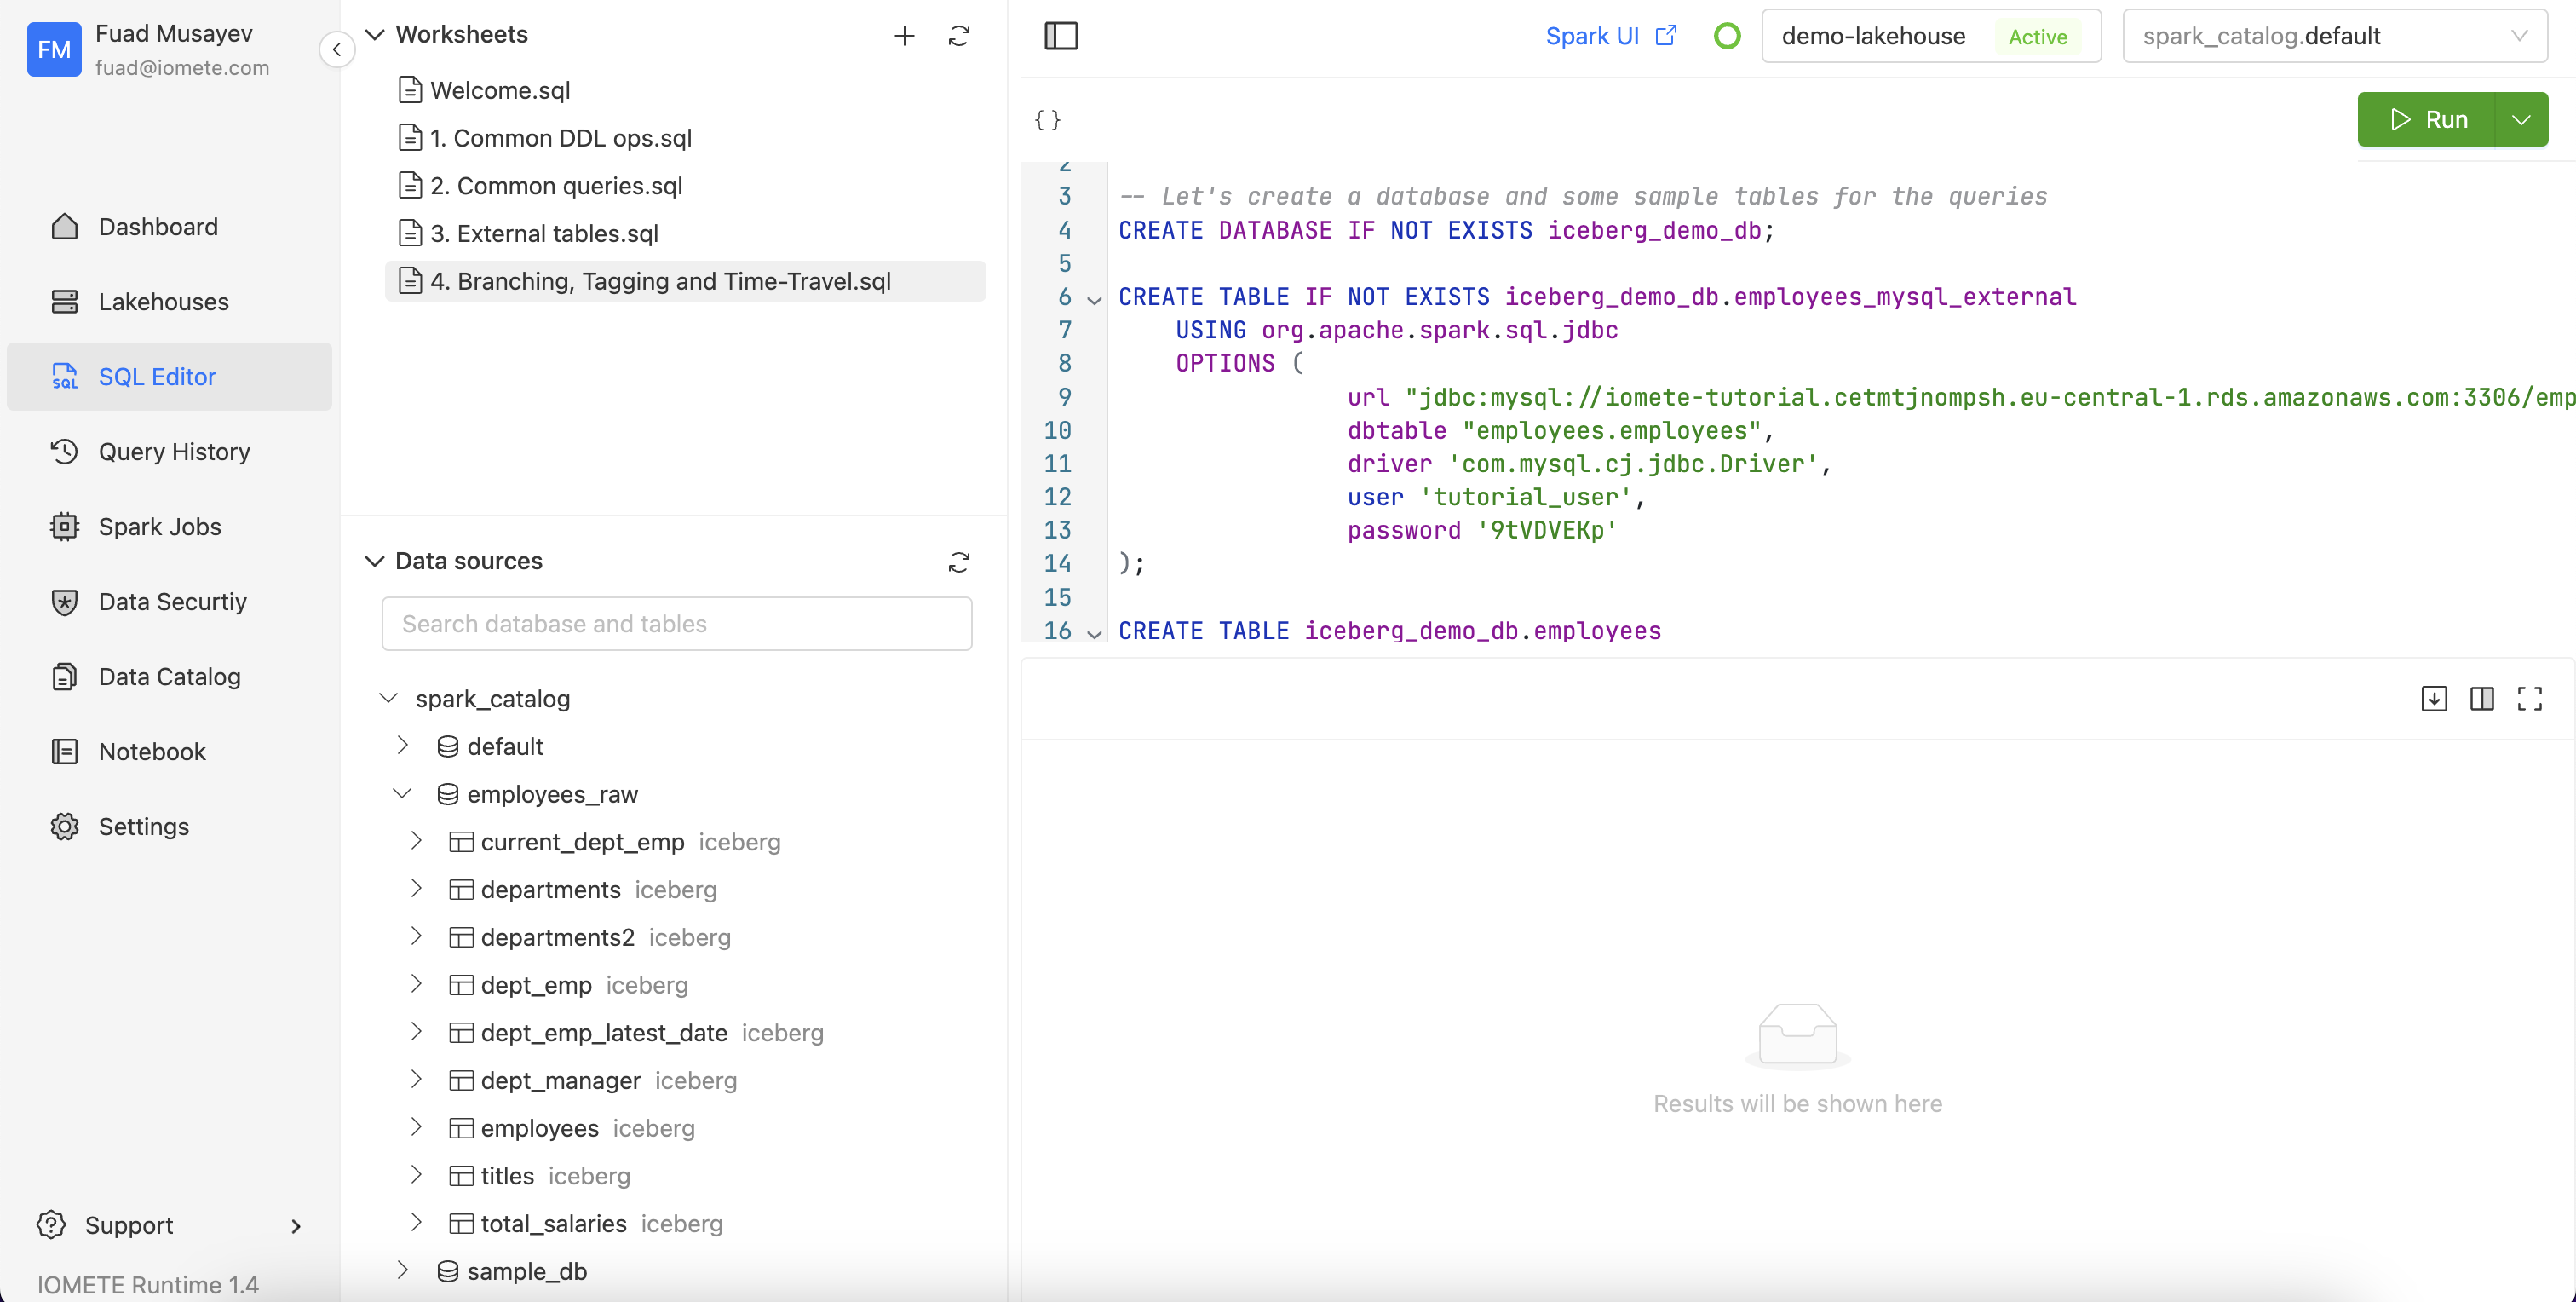 FM
Fuad Musayev
fuad@iomete.com
Dashboard
Lakehouses
SQL
SQL Editor
Query History
Spark Jobs
Data Securtiy
Data Catalog
Notebook
Settings
Support
IOMETE Runtime 1.4
Worksheets
Welcome.sql
1. Common DDL ops.sql
2. Common queries.sql
3. External tables.sql
4. Branching, Tagging and Time-Travel.sql
Data sources
Search database and tables
spark_catalog
default
employees_raw
current_dept_emp iceberg
departments iceberg
departments2 iceberg
dept_emp iceberg
dept_emp_latest_date iceberg
dept_manager iceberg
employees iceberg
titles iceberg
total_salaries iceberg
sample_db
Spark UI
demo-lakehouse Active
spark_catalog.default
{ }
Run
2
3 -- Let's create a database and some sample tables for the queries
4 CREATE DATABASE IF NOT EXISTS iceberg_demo_db;
5
6 CREATE TABLE IF NOT EXISTS iceberg_demo_db.employees_mysql_external
7 USING org.apache.spark.sql.jdbc
8 OPTIONS (
9 url "jdbc:mysql://iomete-tutorial.cetmtjnompsh.eu-central-1.rds.amazonaws.com:3306/emp
10 dbtable "employees.employees",
11 driver 'com.mysql.cj.jdbc.Driver',
12 user 'tutorial_user',
13 password '9tVDVEKp'
14 );
15
16 CREATE TABLE iceberg_demo_db.employees
Results will be shown here